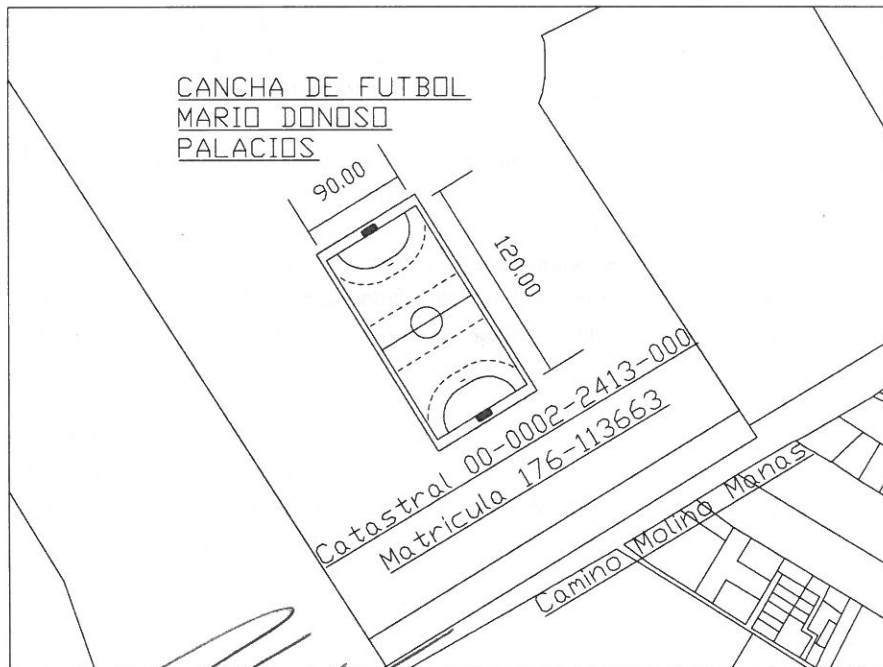 CANCHA DE FUTBOL
MARIO DONOSO
PALACIOS
90.00
120.00
Catastral 00-0002-2413-000
Matricula 176-113663
Camino Molino Manas